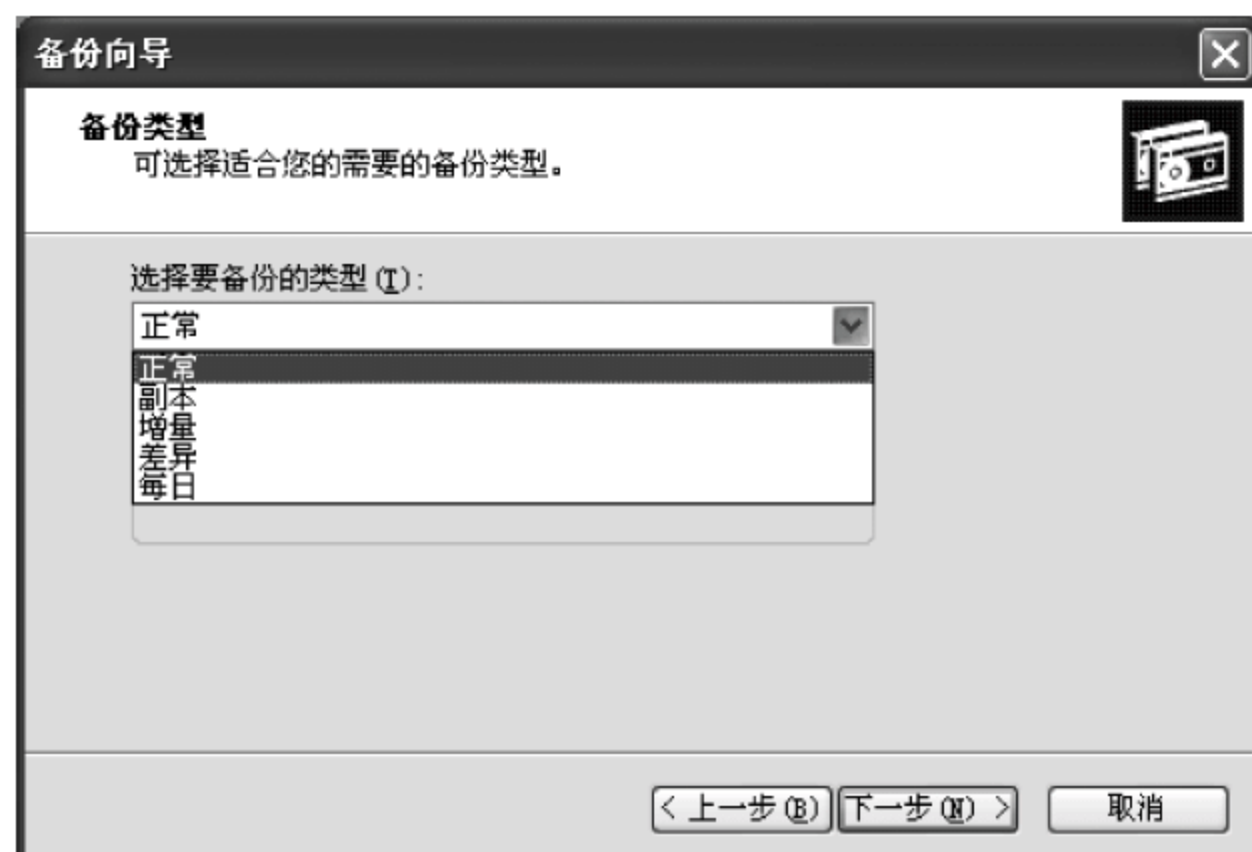 备份向导
备份类型
可选择适合您的需要的备份类型。
选择要备份的类型(T):
正常
正常
副本
增量
差异
每日
< 上一步(B)
下一步(N) >
取消